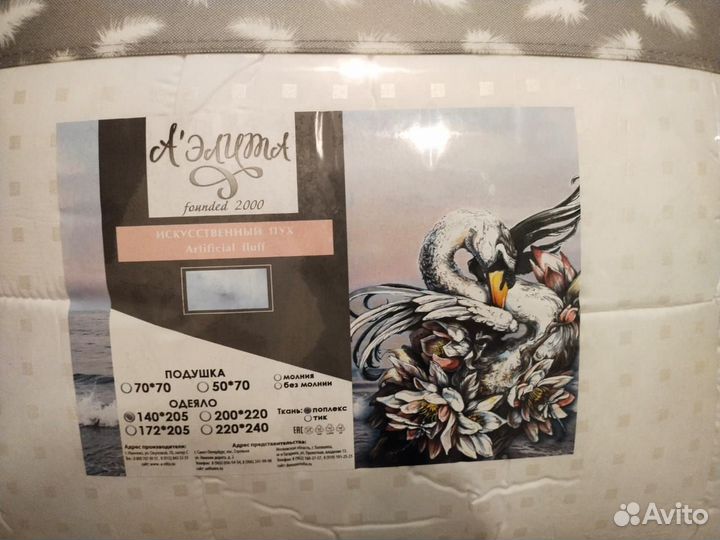 А'ЭЛИТА
founded 2000
ИСКУССТВЕННЫЙ ПУХ
Artificial fluff
ПОДУШКА
70*70 50*70
ОДЕЯЛО
140*205 200*220
172*205 220*240
молния
без молнии
Ткань: поплекс
тик
EAC
Адрес производителя:
Адрес представительства:
Avito